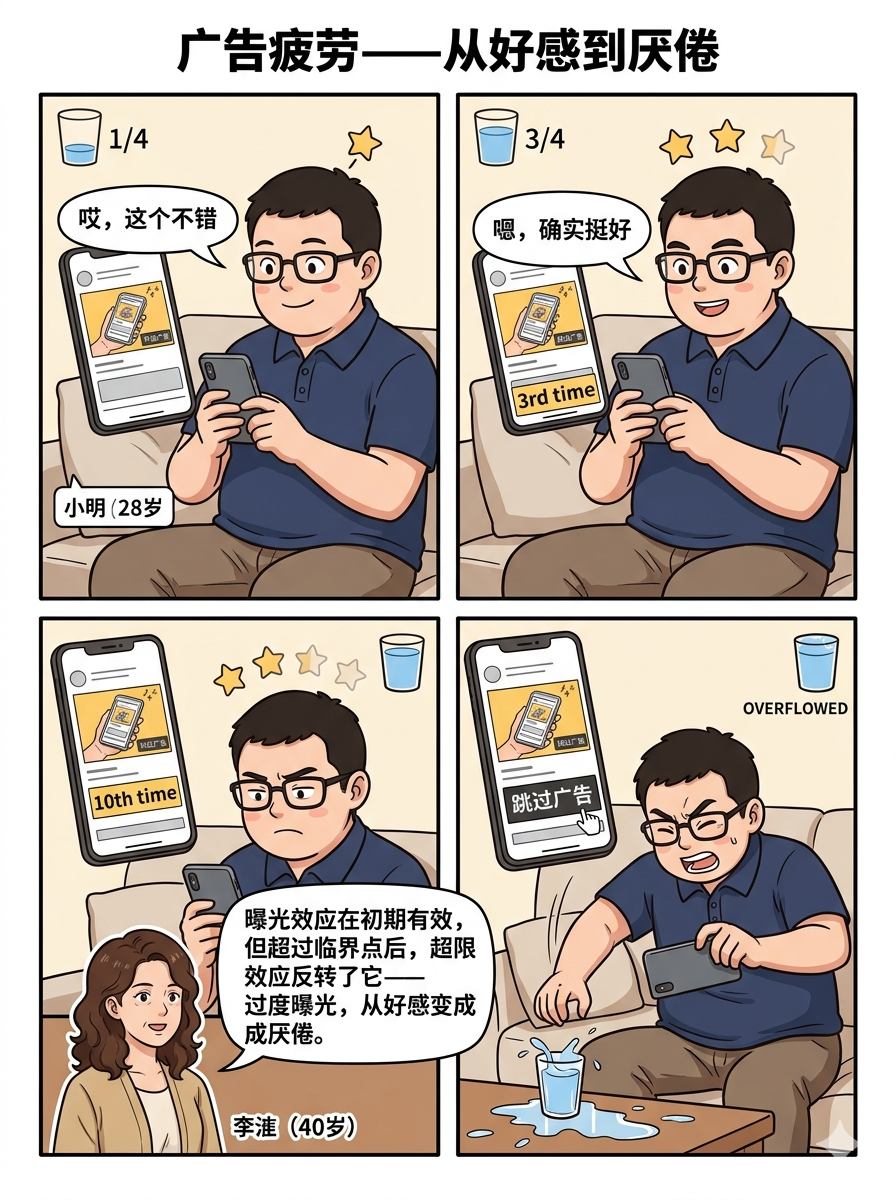 广告疲劳——从好感到厌倦
1/4
哎，这个不错
小明（28岁
3/4
嗯，确实挺好
3rd time
10th time
曝光效应在初期有效，
但超过临界点后，超限
效应反转了它——
过度曝光，从好感变成
成厌倦。
李滍（40岁）
OVERFLOWED
跳过广告